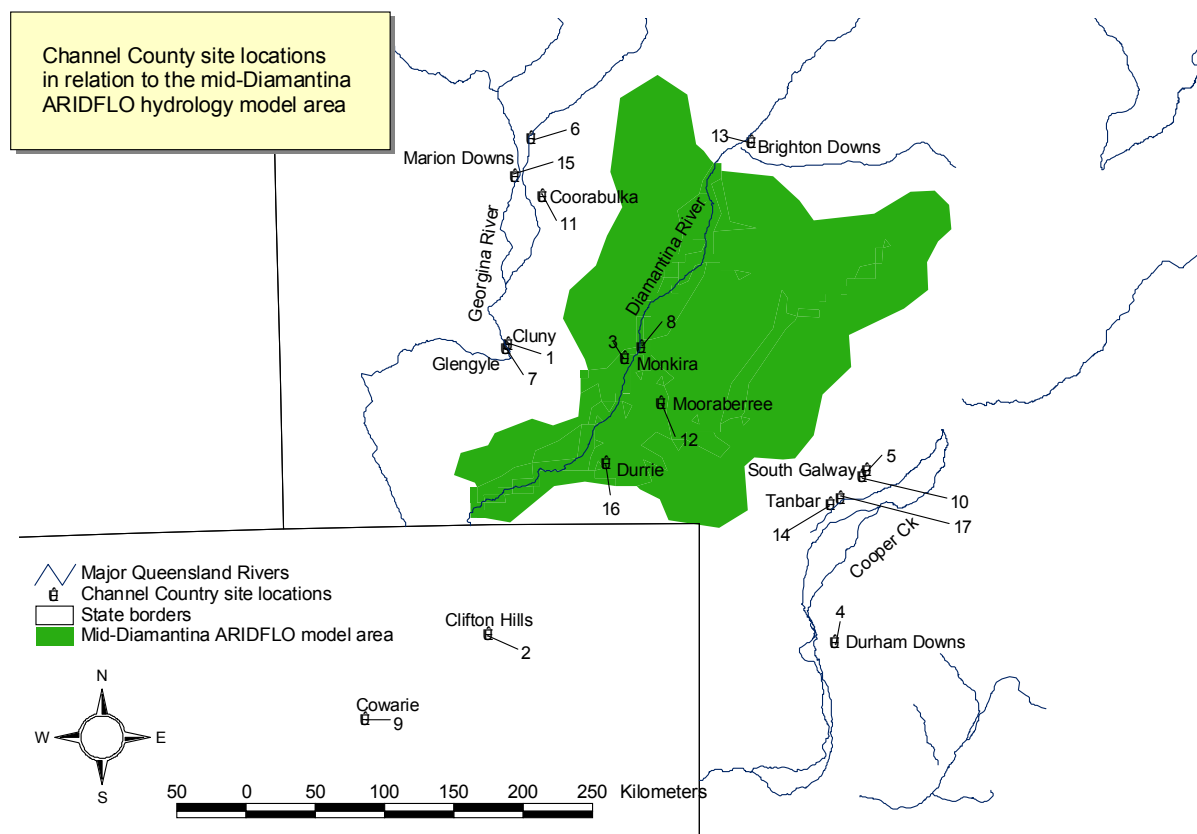 Channel County site locations
in relation to the mid-Diamantina
ARIDFLO hydrology model area
6
13
Brighton Downs
Marion Downs
15
Coorabulka
11
Georgina River
Diamantina River
8
3
Cluny
Glengyle
1
7
Monkira
Mooraberree
12
5
South Galway
Durrie
10
Tanbar
16
17
14
Cooper Ck
Major Queensland Rivers
Channel Country site locations
State borders
Mid-Diamantina ARIDFLO model area
Clifton Hills
2
4
Durham Downs
Cowarie
9
N
W
E
S
50 0 50 100 150 200 250 Kilometers